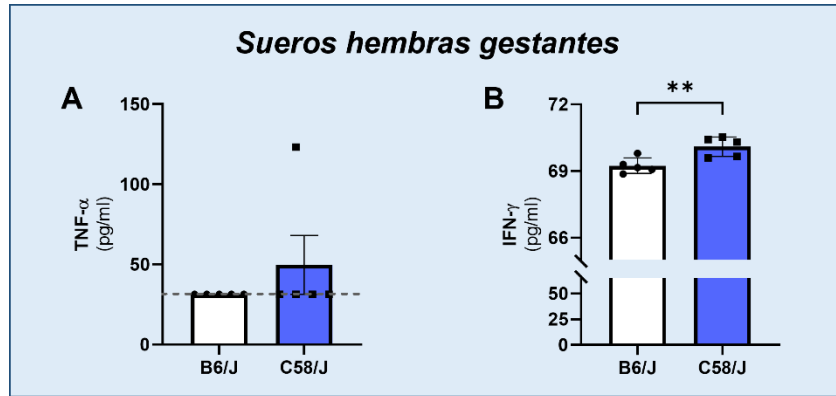 Sueros hembras gestantes
A
150
100
50
0
TNF-α
(pg/ml)
B6/J
C58/J
B
**
72
69
66
50
25
0
IFN-γ
(pg/ml)
B6/J
C58/J